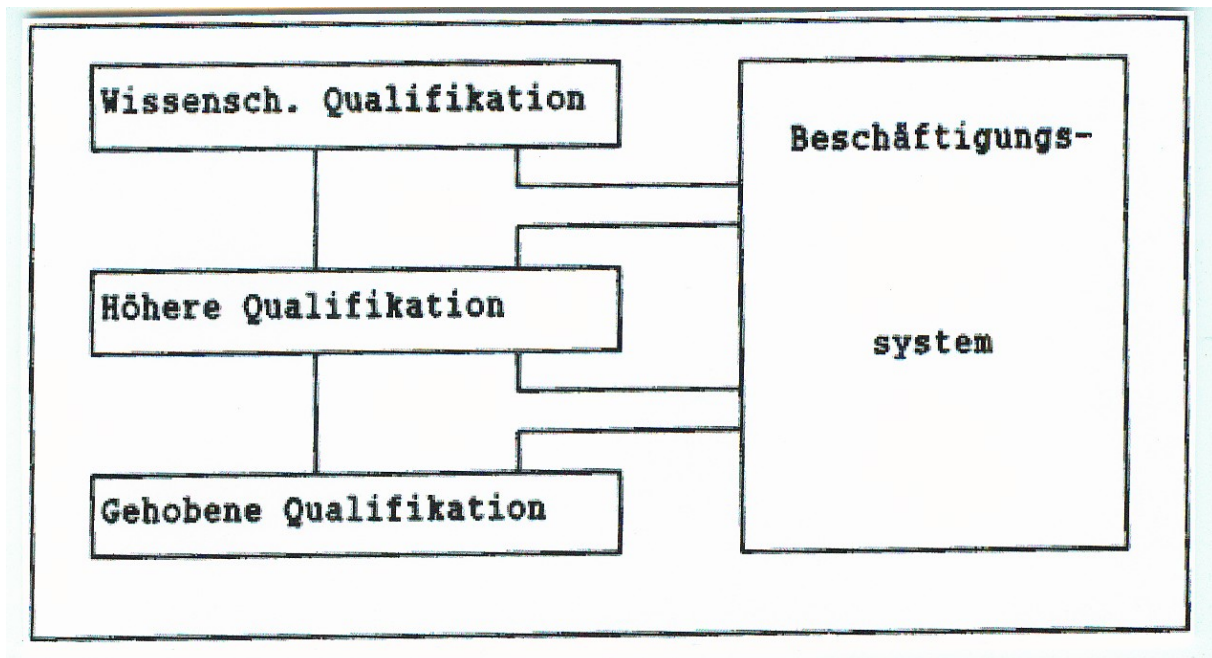 Wissensch. Qualifikation
Beschäftigungs-
system
Höhere Qualifikation
Gehobene Qualifikation